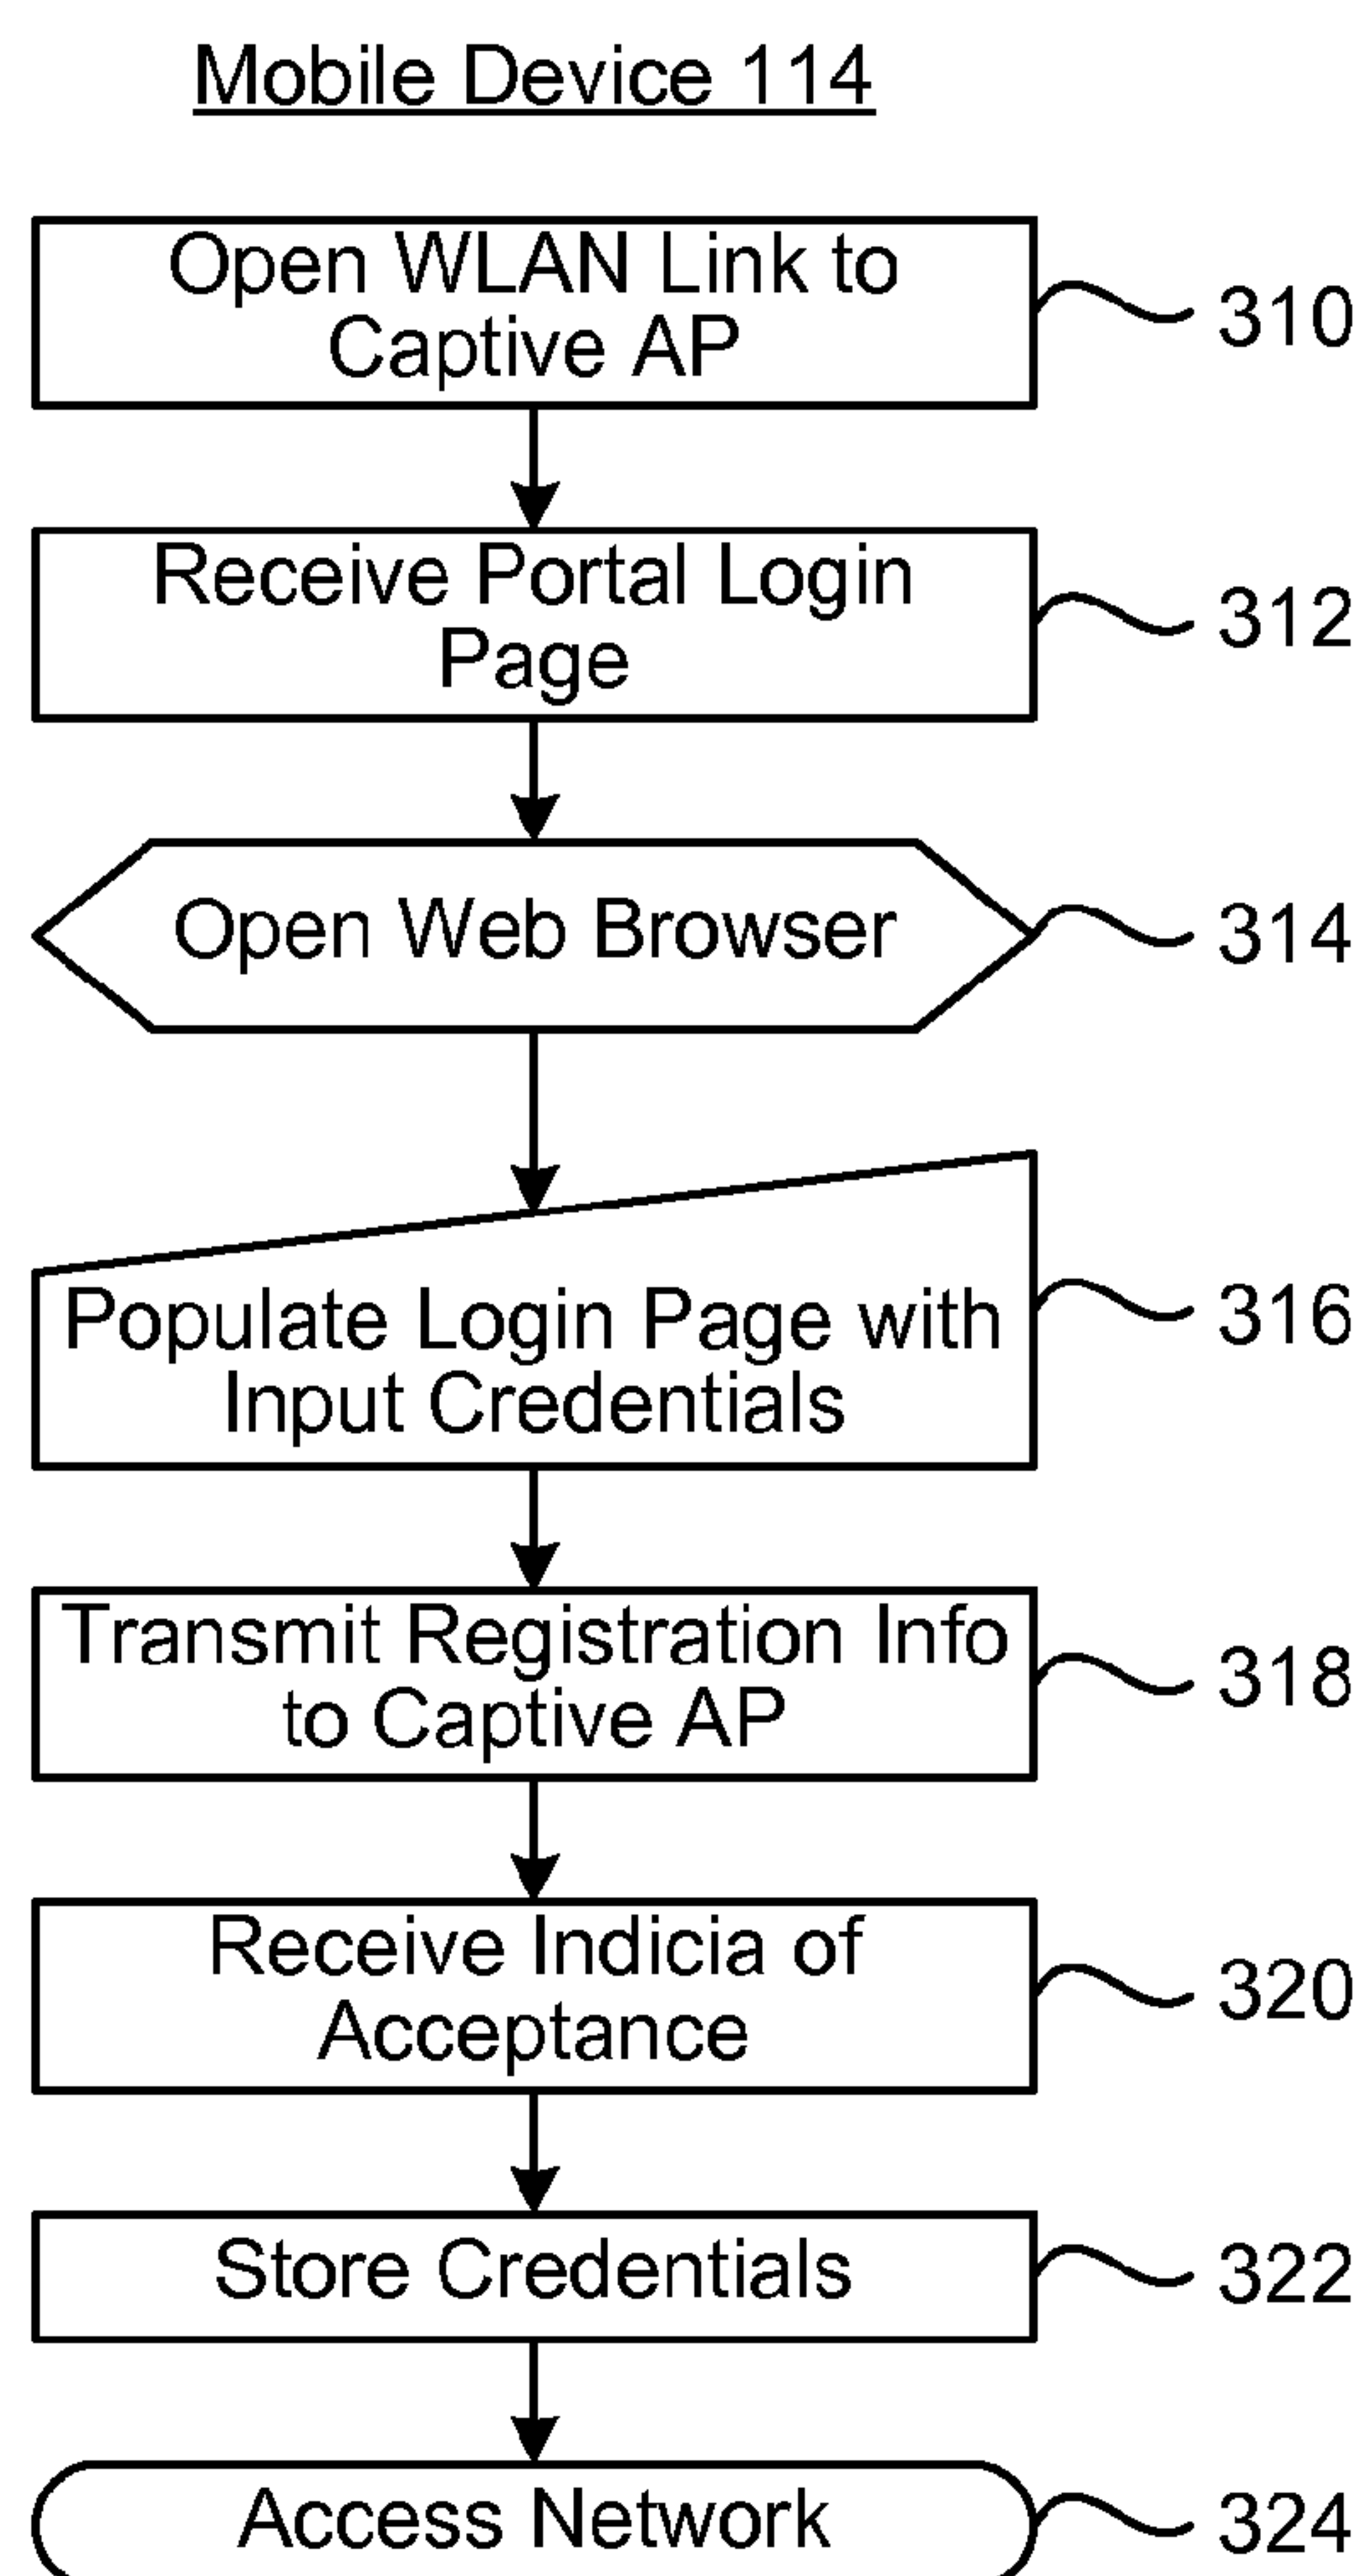 Mobile Device 114
Open WLAN Link to
Captive AP
310
Receive Portal Login
Page
312
Open Web Browser
314
Populate Login Page with
Input Credentials
316
Transmit Registration Info
to Captive AP
318
Receive Indicia of
Acceptance
320
Store Credentials
322
Access Network
324